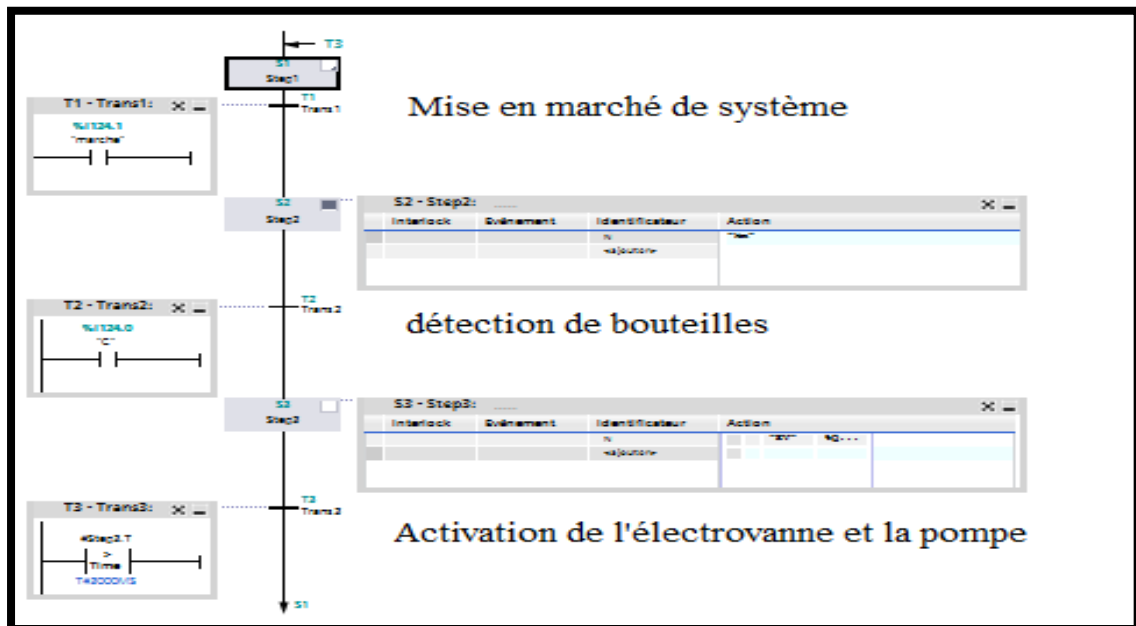 T3
S1
Step1
T1 - Trans1:
T1
Trans1
%I124.1
"marche"
Mise en marché de système
S2
Step2
S2 - Step2:
Interlock Evénement Identificateur Action
N
<ajouter>
T2 - Trans2:
T2
Trans2
%I124.0
"C"
détection de bouteilles
S3
Step3
S3 - Step3:
Interlock Evénement Identificateur Action
N "EV" %Q...
<ajouter>
T3 - Trans3:
T3
Trans3
>
Time
T#2000MS
Activation de l'électrovanne et la pompe
S1